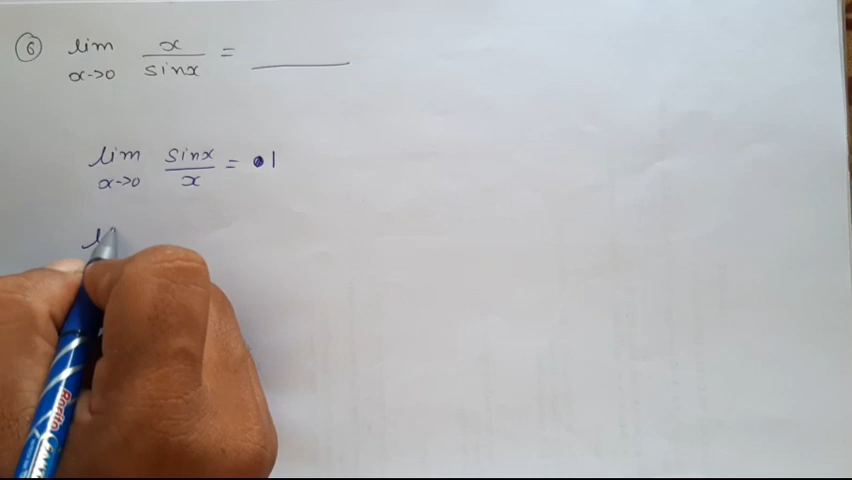 6 lim x→0 x/sinx = ______
lim x→0 sinx/x = 1